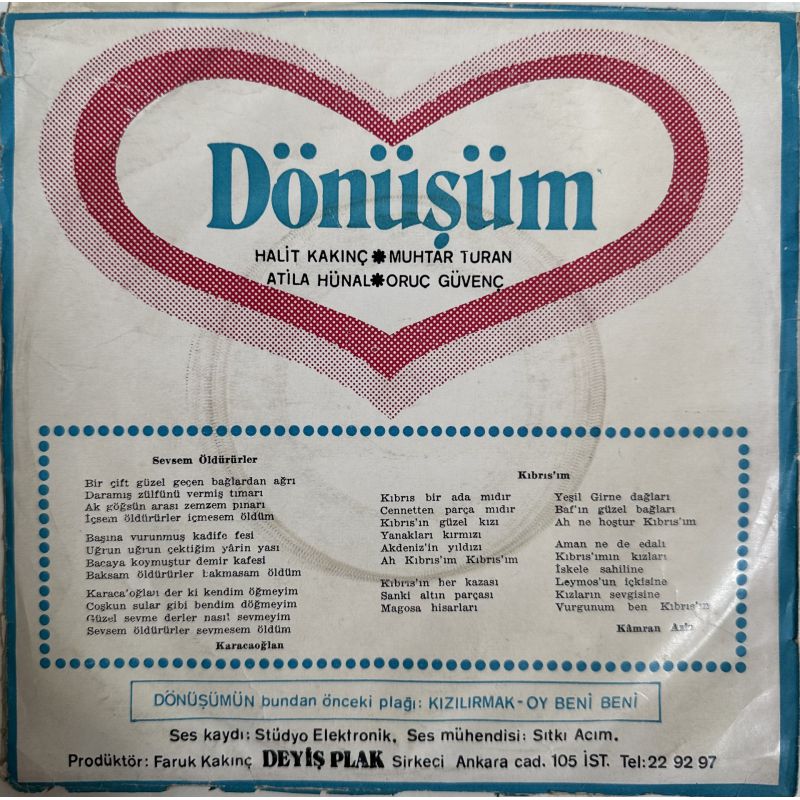 Dönüşüm
HALİT KAKINÇ✱MUHTAR TURAN
ATİLA HÜNAL✱ORUÇ GÜVENÇ
Sevsem Öldürürler
Bir çift güzel geçen bağlardan ağrı
Daramış zülfünü vermiş tımarı
Ak göğsün arası zemzem pınarı
İçsem öldürürler içmesem öldüm
Başına vurunmuş kadife fesi
Uğrun uğrun çektiğim yârin yası
Bacaya koymuştur demir kafesi
Baksam öldürürler bakmasam öldüm
Karaca'oğlan der ki kendim öğmeyim
Coşkun sular gibi bendim döğmeyim
Güzel sevme derler nasıl sevmeyim
Sevsem öldürürler sevmesem öldüm
Karacaoğlan
Kıbrıs'ım
Kıbrıs bir ada mıdır
Cennetten parça mıdır
Kıbrıs'ın güzel kızı
Yanakları kırmızı
Akdeniz'in yıldızı
Ah Kıbrıs'ım Kıbrıs'ım
Kıbrıs'ın her kazası
Sanki altın parçası
Magosa hisarları
Yeşil Girne dağları
Baf'ın güzel bağları
Ah ne hoştur Kıbrıs'ım
Aman ne de edalı
Kıbrıs'ımın kızları
İskele sahiline
Leymos'un içkisine
Kızların sevgisine
Vurgunum ben Kıbrıs'ın
Kâmran Aziz
DÖNÜŞÜMÜN bundan önceki plağı: KIZILIRMAK - OY BENİ BENİ
Ses kaydı: Stüdyo Elektronik, Ses mühendisi: Sıtkı Acım.
Prodüktör: Faruk Kakınç DEYİŞ PLAK Sirkeci Ankara cad. 105 İST. Tel: 22 92 97